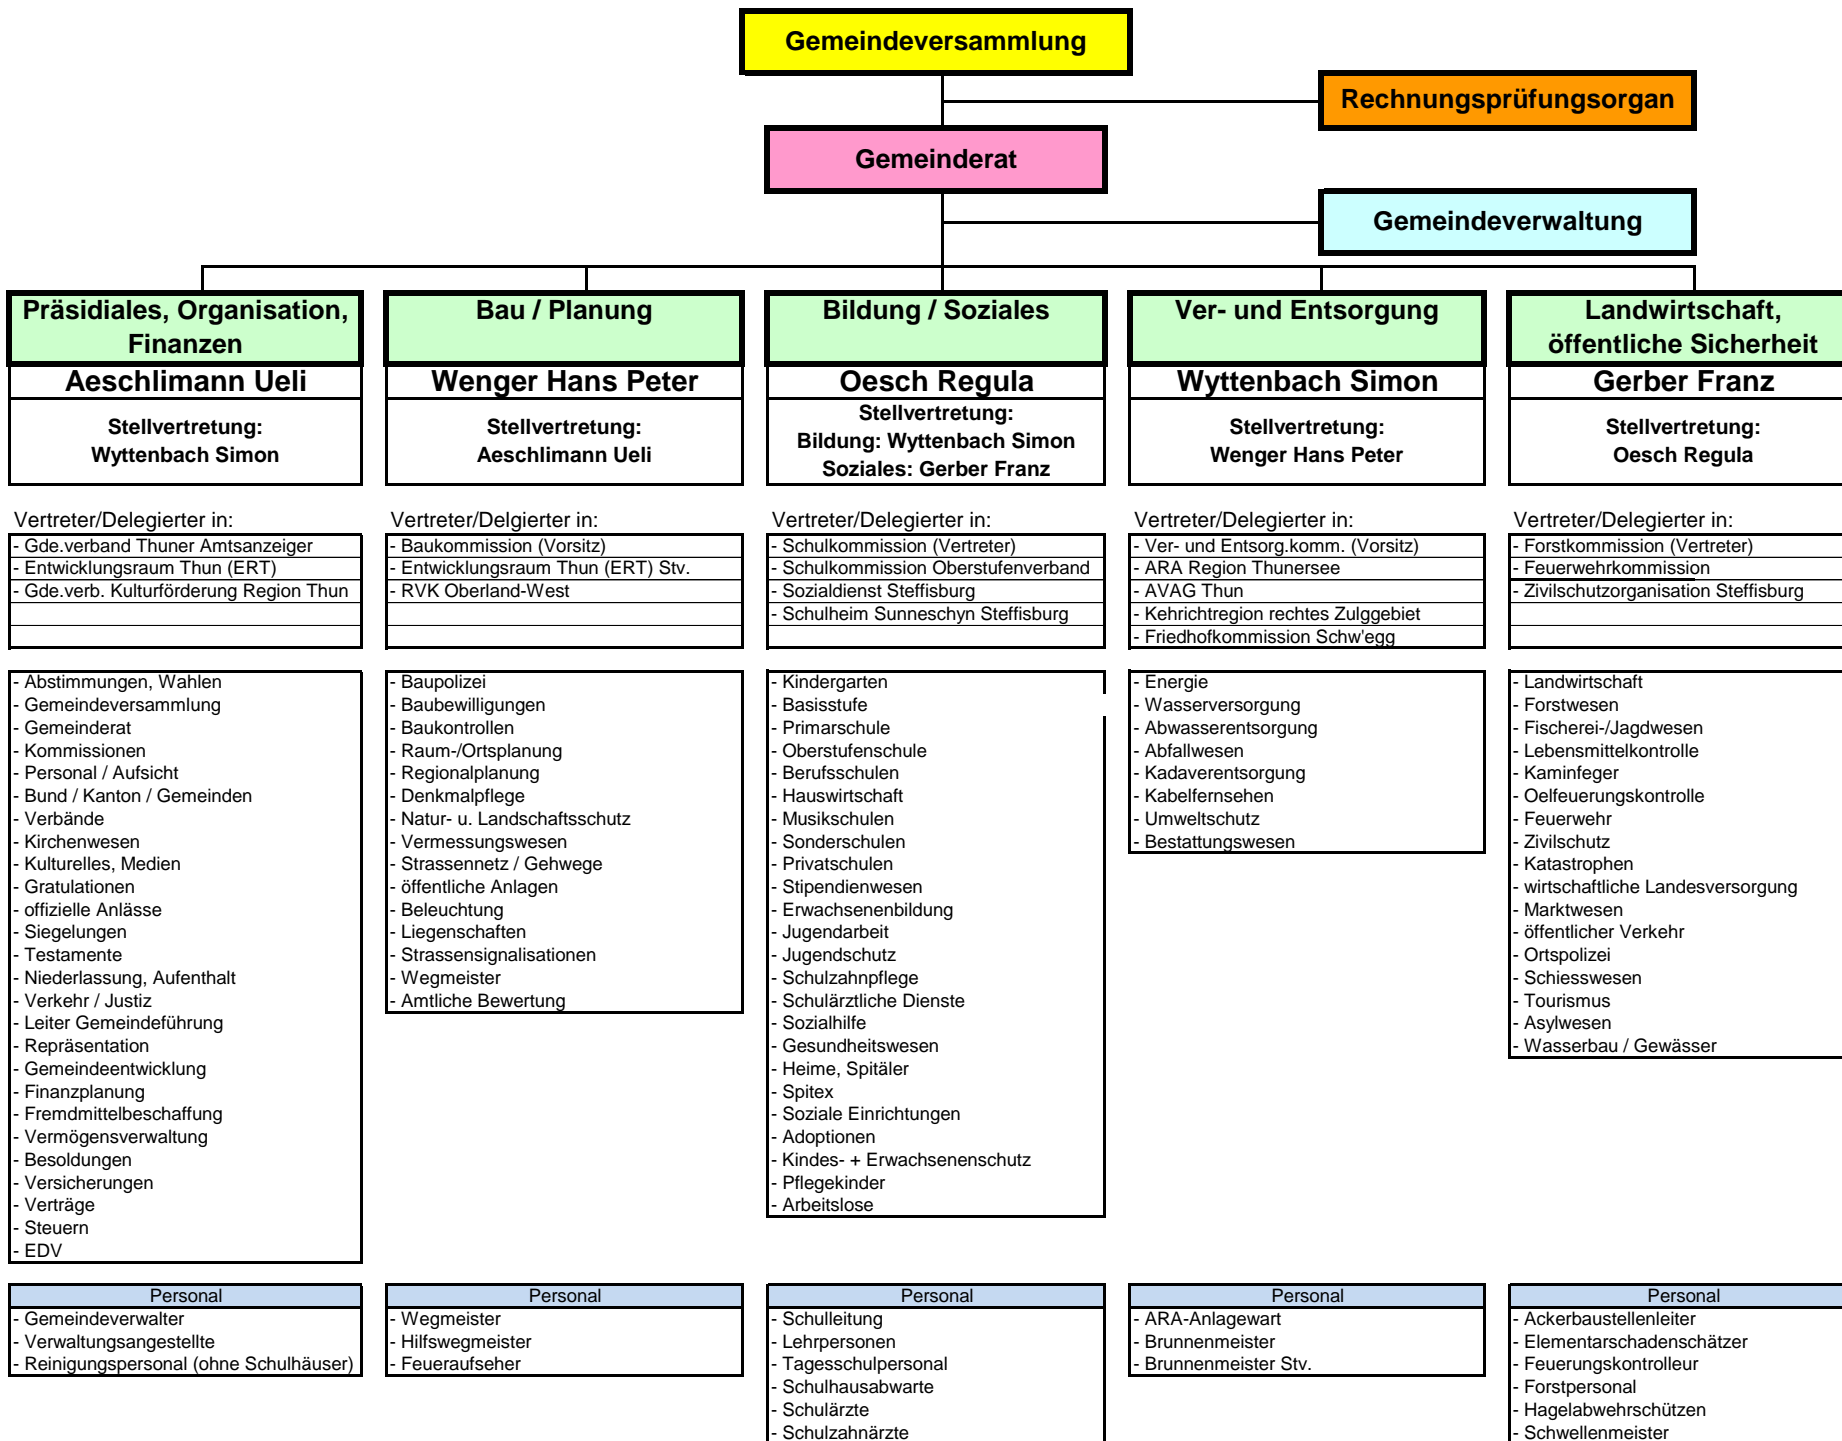 Gemeindeversammlung
Rechnungsprüfungsorgan
Gemeinderat
Gemeindeverwaltung
Präsidiales, Organisation,
Finanzen
Aeschlimann Ueli
Stellvertretung:
Wyttenbach Simon
Vertreter/Delegierter in:
- Gde.verband Thuner Amtsanzeiger
- Entwicklungsraum Thun (ERT)
- Gde.verb. Kulturförderung Region Thun
- Abstimmungen, Wahlen
- Gemeindeversammlung
- Gemeinderat
- Kommissionen
- Personal / Aufsicht
- Bund / Kanton / Gemeinden
- Verbände
- Kirchenwesen
- Kulturelles, Medien
- Gratulationen
- offizielle Anlässe
- Siegelungen
- Testamente
- Niederlassung, Aufenthalt
- Verkehr / Justiz
- Leiter Gemeindeführung
- Repräsentation
- Gemeindeentwicklung
- Finanzplanung
- Fremdmittelbeschaffung
- Vermögensverwaltung
- Besoldungen
- Versicherungen
- Verträge
- Steuern
- EDV
Personal
- Gemeindeverwalter
- Verwaltungsangestellte
- Reinigungspersonal (ohne Schulhäuser)
Bau / Planung
Wenger Hans Peter
Stellvertretung:
Aeschlimann Ueli
Vertreter/Delgierter in:
- Baukommission (Vorsitz)
- Entwicklungsraum Thun (ERT) Stv.
- RVK Oberland-West
- Baupolizei
- Baubewilligungen
- Baukontrollen
- Raum-/Ortsplanung
- Regionalplanung
- Denkmalpflege
- Natur- u. Landschaftsschutz
- Vermessungswesen
- Strassennetz / Gehwege
- öffentliche Anlagen
- Beleuchtung
- Liegenschaften
- Strassensignalisationen
- Wegmeister
- Amtliche Bewertung
Personal
- Wegmeister
- Hilfswegmeister
- Feueraufseher
Bildung / Soziales
Oesch Regula
Stellvertretung:
Bildung: Wyttenbach Simon
Soziales: Gerber Franz
Vertreter/Delegierter in:
- Schulkommission (Vertreter)
- Schulkommission Oberstufenverband
- Sozialdienst Steffisburg
- Schulheim Sunneschyn Steffisburg
- Kindergarten
- Basisstufe
- Primarschule
- Oberstufenschule
- Berufsschulen
- Hauswirtschaft
- Musikschulen
- Sonderschulen
- Privatschulen
- Stipendienwesen
- Erwachsenenbildung
- Jugendarbeit
- Jugendschutz
- Schulzahnpflege
- Schulärztliche Dienste
- Sozialhilfe
- Gesundheitswesen
- Heime, Spitäler
- Spitex
- Soziale Einrichtungen
- Adoptionen
- Kindes- + Erwachsenenschutz
- Pflegekinder
- Arbeitslose
Personal
- Schulleitung
- Lehrpersonen
- Tagesschulpersonal
- Schulhausabwarte
- Schulärzte
- Schulzahnärzte
Ver- und Entsorgung
Wyttenbach Simon
Stellvertretung:
Wenger Hans Peter
Vertreter/Delegierter in:
- Ver- und Entsorg.komm. (Vorsitz)
- ARA Region Thunersee
- AVAG Thun
- Kehrichtregion rechtes Zulggebiet
- Friedhofkommission Schw'egg
- Energie
- Wasserversorgung
- Abwasserentsorgung
- Abfallwesen
- Kadaverentsorgung
- Kabelfernsehen
- Umweltschutz
- Bestattungswesen
Personal
- ARA-Anlagewart
- Brunnenmeister
- Brunnenmeister Stv.
Landwirtschaft,
öffentliche Sicherheit
Gerber Franz
Stellvertretung:
Oesch Regula
Vertreter/Delegierter in:
- Forstkommission (Vertreter)
- Feuerwehrkommission
- Zivilschutzorganisation Steffisburg
- Landwirtschaft
- Forstwesen
- Fischerei-/Jagdwesen
- Lebensmittelkontrolle
- Kaminfeger
- Oelfeuerungskontrolle
- Feuerwehr
- Zivilschutz
- Katastrophen
- wirtschaftliche Landesversorgung
- Marktwesen
- öffentlicher Verkehr
- Ortspolizei
- Schiesswesen
- Tourismus
- Asylwesen
- Wasserbau / Gewässer
Personal
- Ackerbaustellenleiter
- Elementarschadenschätzer
- Feuerungskontrolleur
- Forstpersonal
- Hagelabwehrschützen
- Schwellenmeister